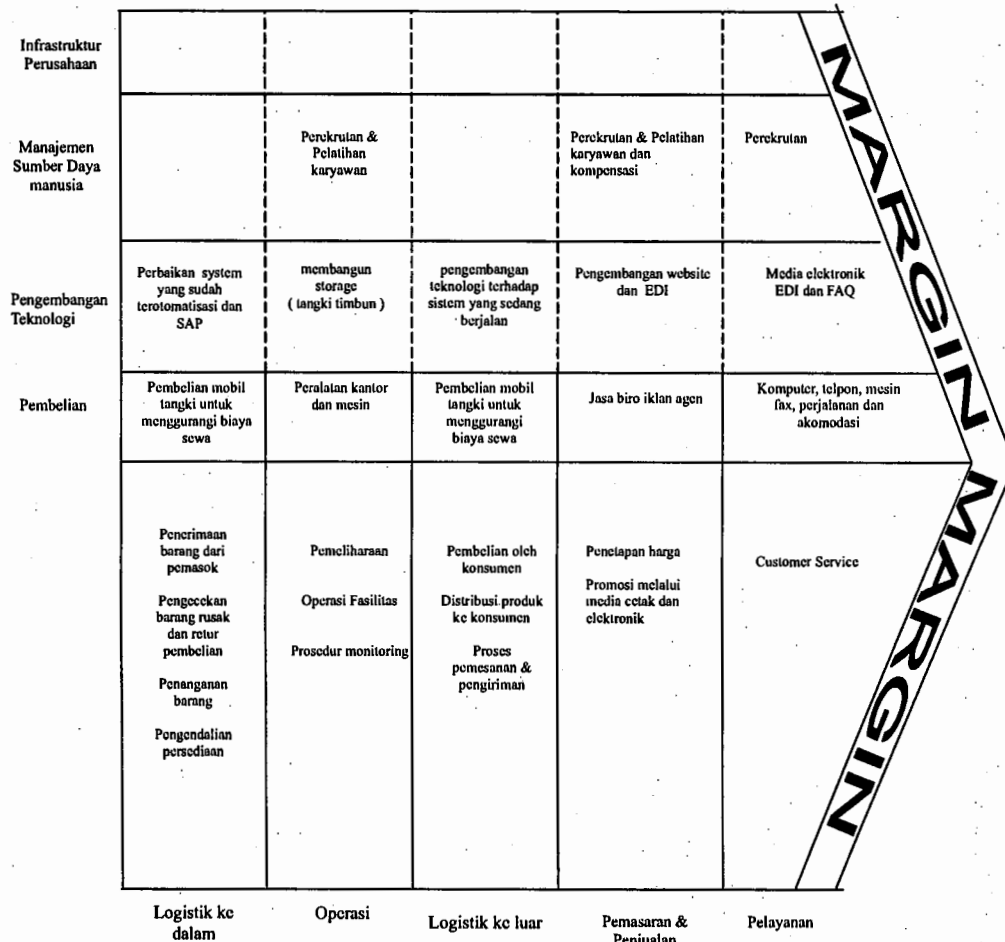 Infrastruktur
Perusahaan
Manajemen
Sumber Daya
manusia
Perekrutan &
Pelatihan
karyawan
Perekrutan & Pelatihan
karyawan dan
kompensasi
Perekrutan
Pengembangan
Teknologi
Perbaikan system
yang sudah
terotomatisasi dan
SAP
membangun
storage
( tangki timbun )
pengembangan
teknologi terhadap
sistem yang sedang
berjalan
Pengembangan website
dan EDI
Media elektronik
EDI dan FAQ
Pembelian
Pembelian mobil
tangki untuk
menggurangi biaya
sewa
Peralatan kantor
dan mesin
Pembelian mobil
tangki untuk
menggurangi
biaya sewa
Jasa biro iklan agen
Komputer, telpon, mesin
fax, perjalanan dan
akomodasi
Penerimaan
barang dari
pemasok
Pengecekan
barang rusak
dan retur
pembelian
Penanganan
barang
Pengendalian
persediaan
Pemeliharaan
Operasi Fasilitas
Prosedur monitoring
Pembelian oleh
konsumen
Distribusi produk
ke konsumen
Proses
pemesanan &
pengiriman
Penetapan harga
Promosi melalui
media cetak dan
elektronik
Customer Service
MARGIN
MARGIN
Logistik ke
dalam
Operasi
Logistik ke luar
Pemasaran &
Penjualan
Pelayanan